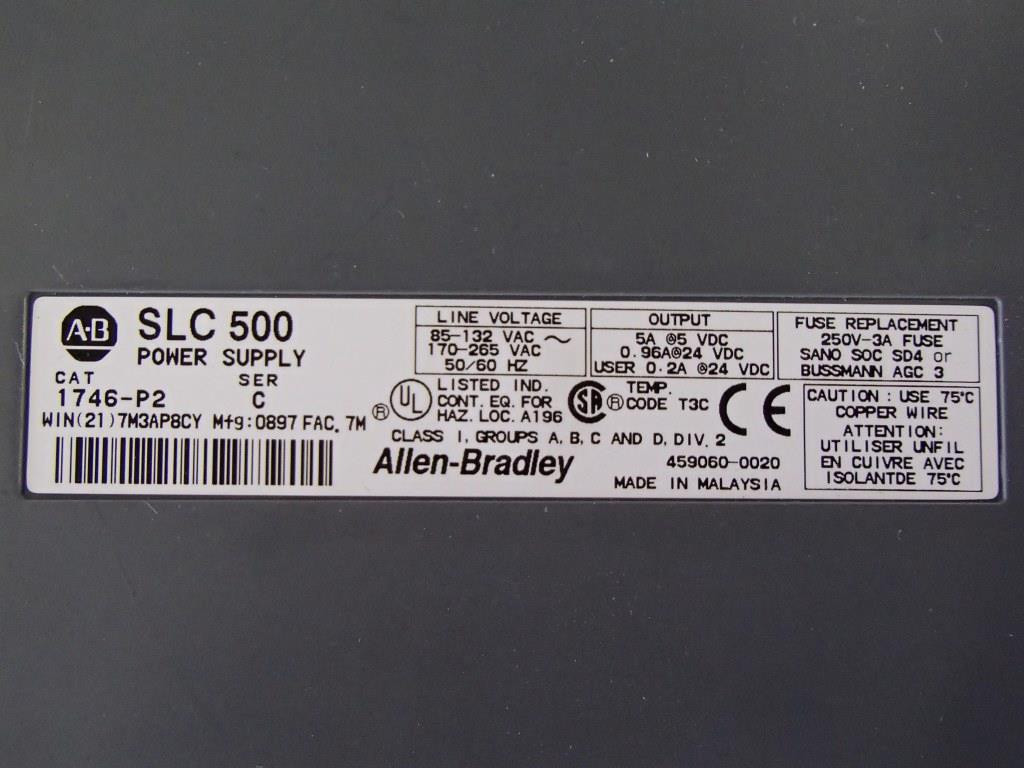 A·B
SLC 500
POWER SUPPLY
CAT SER
1746-P2 C
WIN(21)7M3AP8CY Mfg:0897 FAC. 7M
LINE VOLTAGE
85-132 VAC ~
170-265 VAC
50/60 HZ
OUTPUT
5A @5 VDC
0.96A@24 VDC
USER 0.2A @24 VDC
FUSE REPLACEMENT
250V-3A FUSE
SANO SOC SD4 or
BUSSMANN AGC 3
® UL
LISTED IND.
CONT. EQ. FOR
HAZ. LOC. A196
SA ®
TEMP.
CODE T3C
CE
CLASS I, GROUPS A, B, C AND D, DIV. 2
Allen-Bradley
459060-0020
MADE IN MALAYSIA
CAUTION: USE 75°C
COPPER WIRE
ATTENTION:
UTILISER UNFIL
EN CUIVRE AVEC
ISOLANTDE 75°C